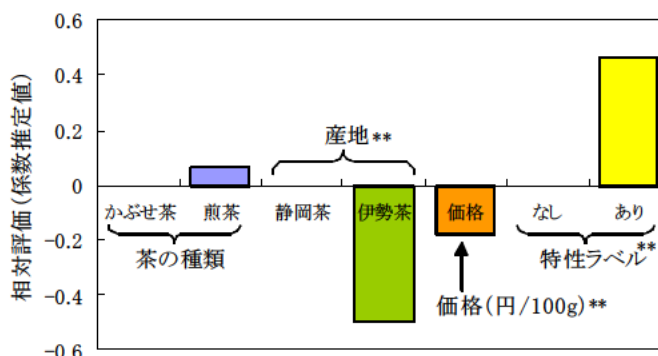 相対評価(係数推定値)
0.6
0.4
0.2
0
−0.2
−0.4
−0.6
産地**
かぶせ茶 煎茶 静岡茶 伊勢茶 価格 なし あり
茶の種類
特性ラベル**
価格(円/100g)**